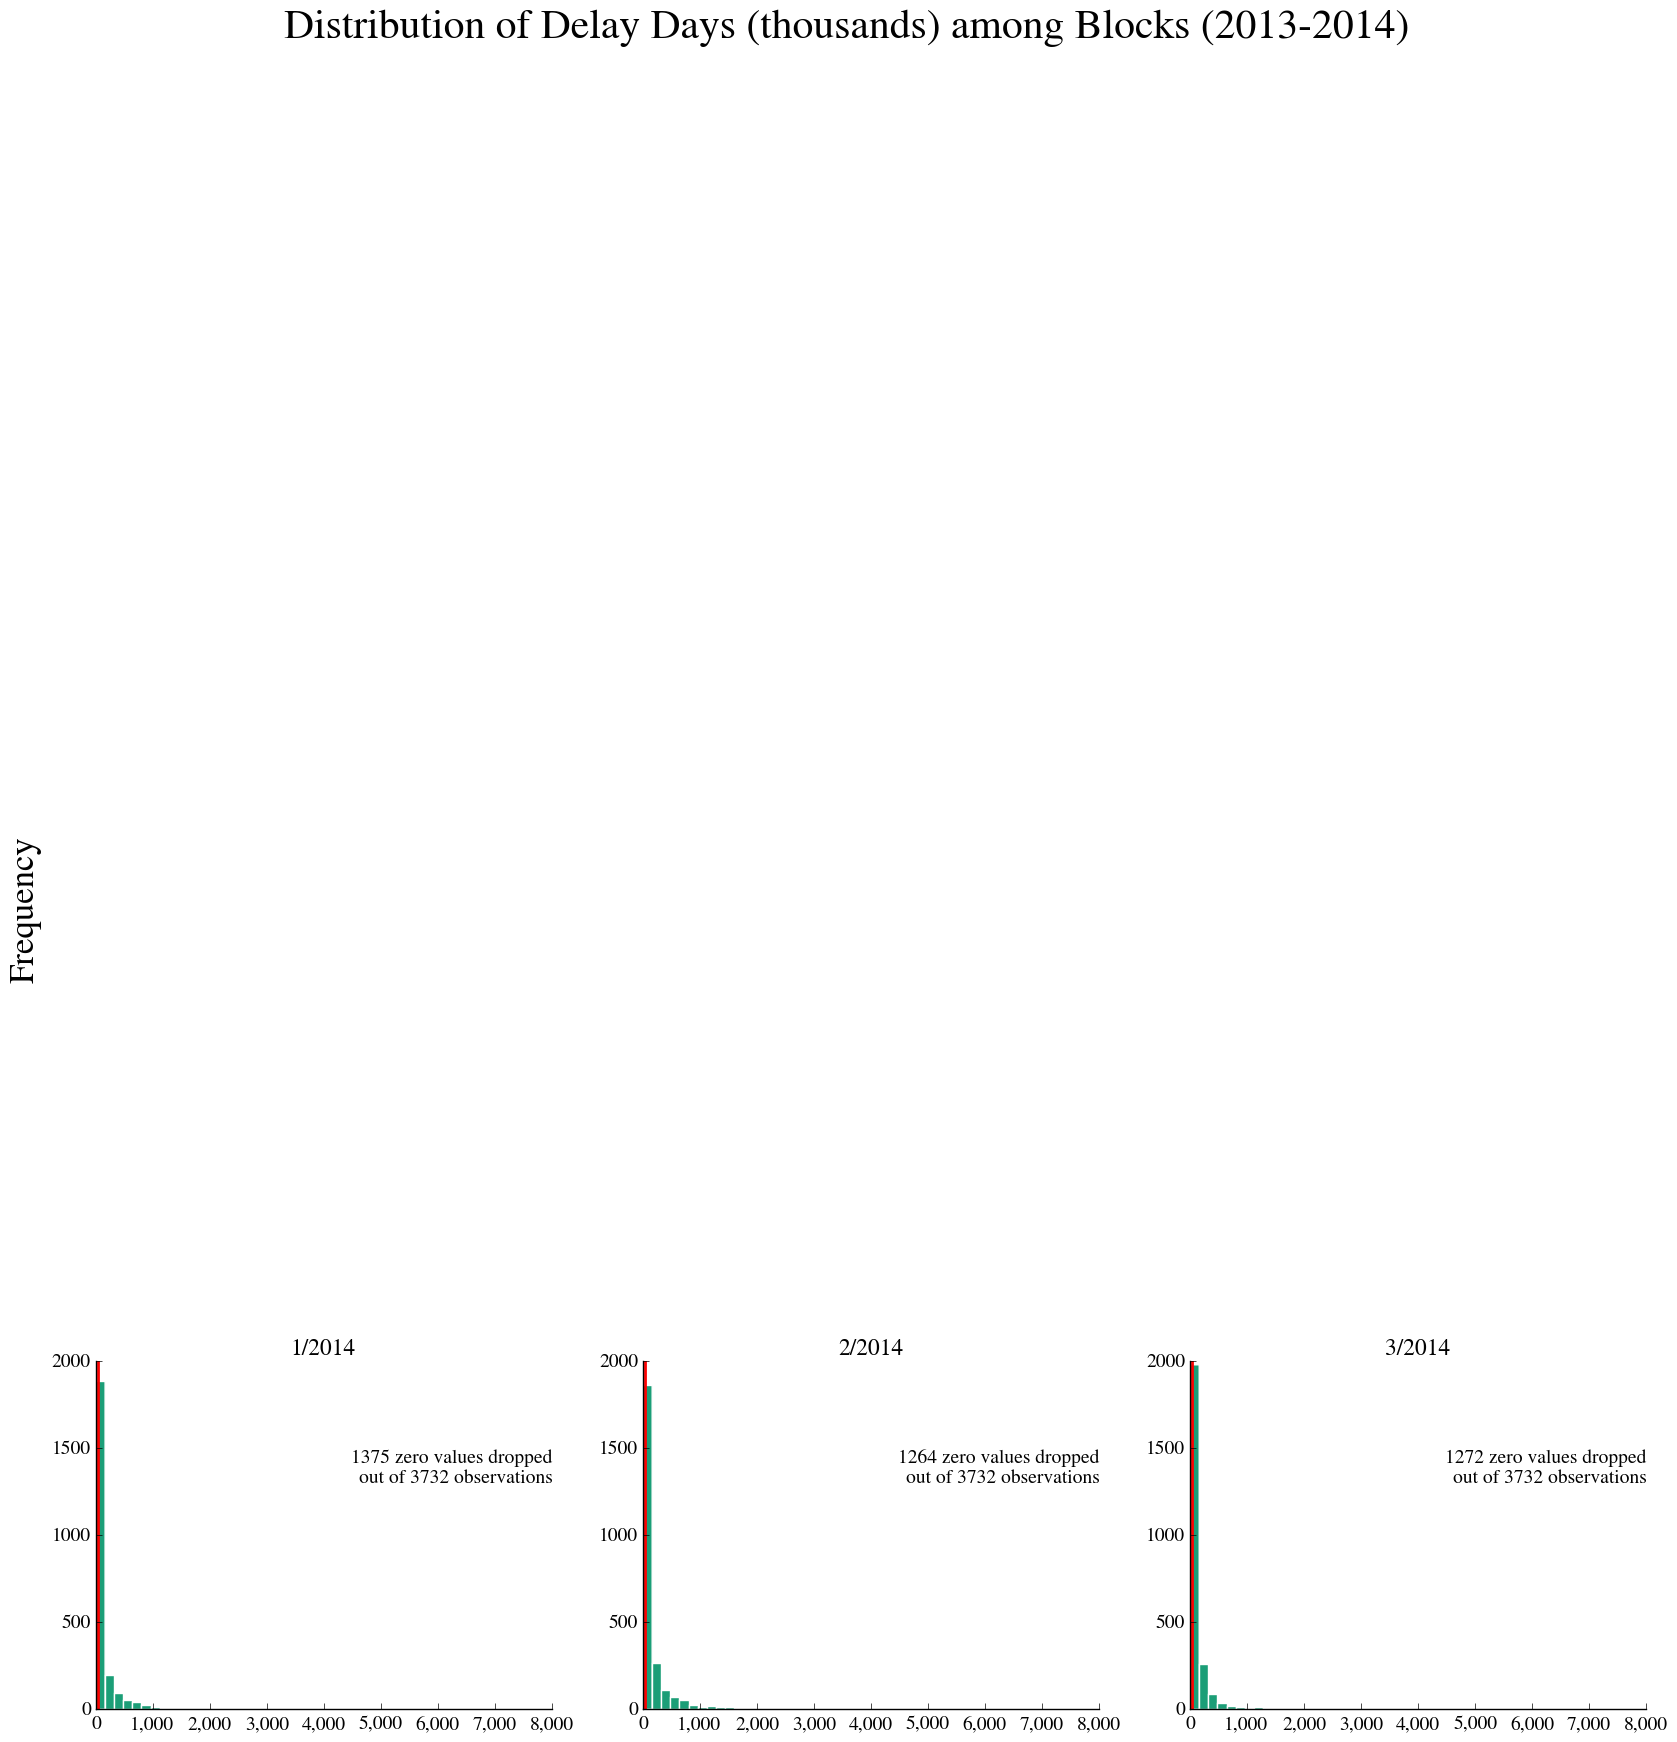 Distribution of Delay Days (thousands) among Blocks (2013-2014)
Frequency
1/2014
2000
1500
1000
500
0
1375 zero values dropped
out of 3732 observations
0 1,000 2,000 3,000 4,000 5,000 6,000 7,000 8,000
2/2014
2000
1500
1000
500
0
1264 zero values dropped
out of 3732 observations
0 1,000 2,000 3,000 4,000 5,000 6,000 7,000 8,000
3/2014
2000
1500
1000
500
0
1272 zero values dropped
out of 3732 observations
0 1,000 2,000 3,000 4,000 5,000 6,000 7,000 8,000